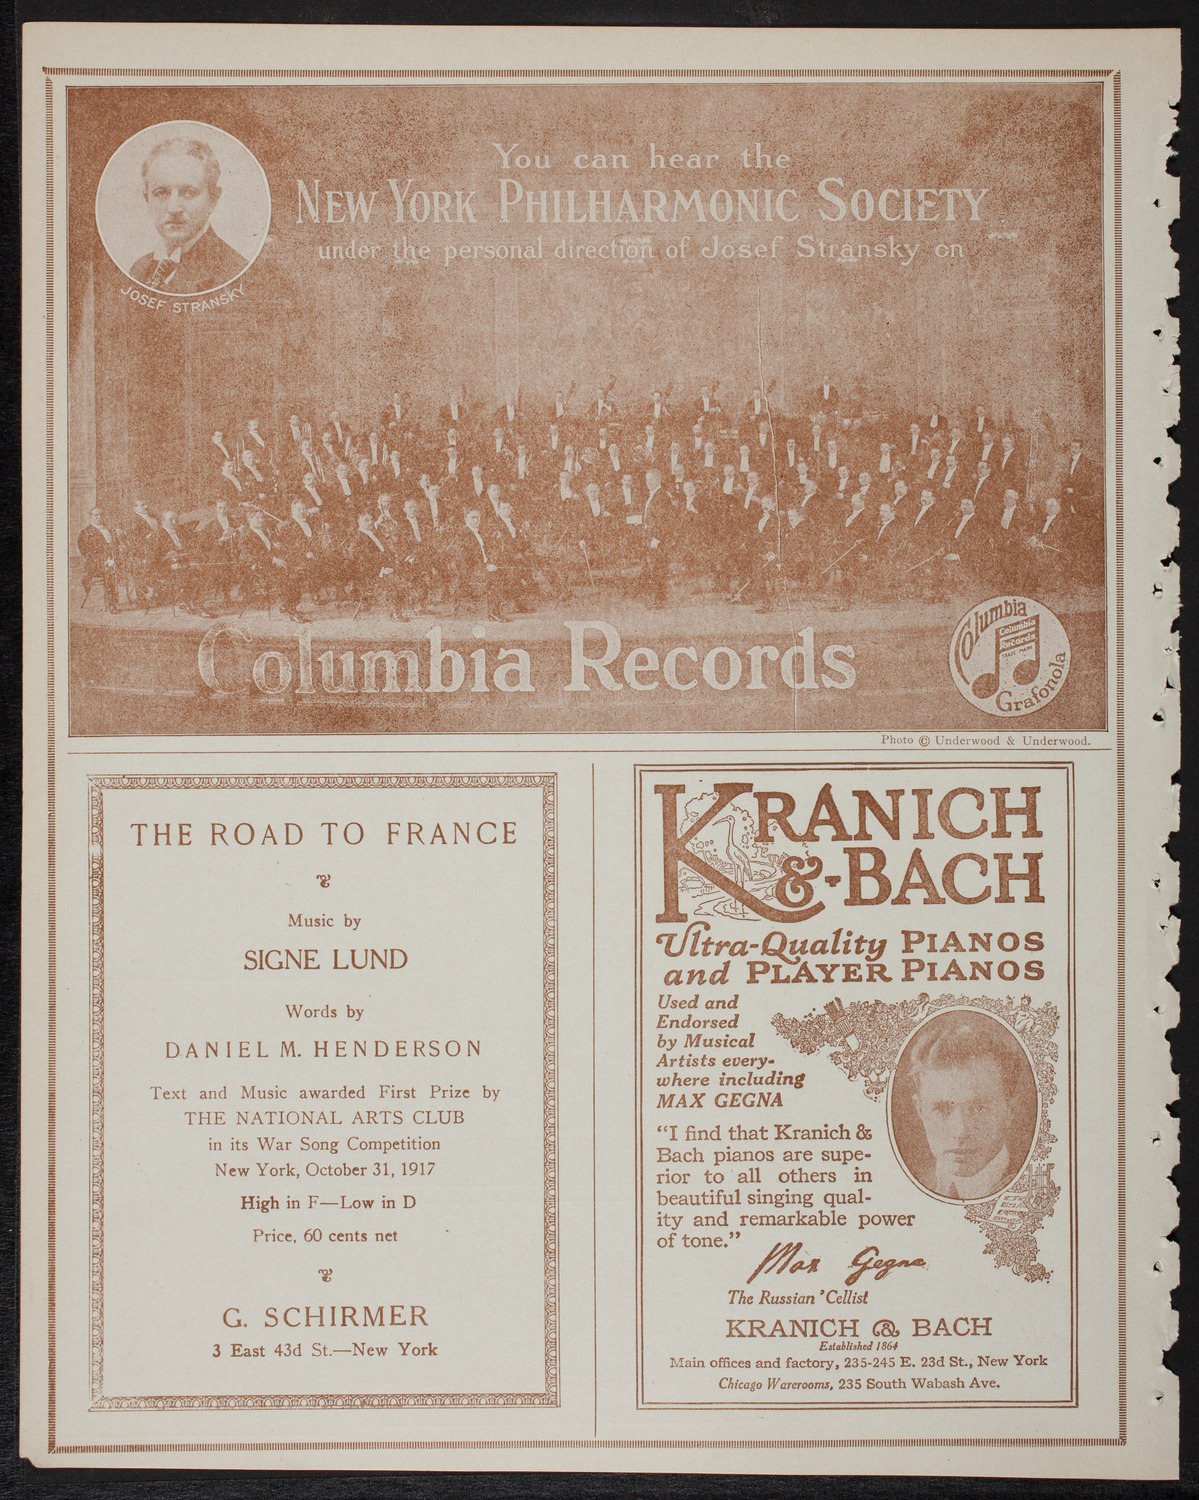 You can hear the
NEW YORK PHILHARMONIC SOCIETY
under the personal direction of Josef Stransky on
JOSEF STRANSKY
Columbia Records
Columbia
Columbia
Records
TRADE MARK
Grafonola
Photo © Underwood & Underwood.
THE ROAD TO FRANCE
Music by
SIGNE LUND
Words by
DANIEL M. HENDERSON
Text and Music awarded First Prize by
THE NATIONAL ARTS CLUB
in its War Song Competition
New York, October 31, 1917
High in F—Low in D
Price, 60 cents net
G. SCHIRMER
3 East 43d St.—New York
KRANICH
&-BACH
Ultra-Quality PIANOS
and PLAYER PIANOS
Used and
Endorsed
by Musical
Artists every-
where including
MAX GEGNA
“I find that Kranich &
Bach pianos are supe-
rior to all others in
beautiful singing qual-
ity and remarkable power
of tone.”
Max Gegna
The Russian ’Cellist
KRANICH & BACH
Established 1864
Main offices and factory, 235-245 E. 23d St., New York
Chicago Warerooms, 235 South Wabash Ave.